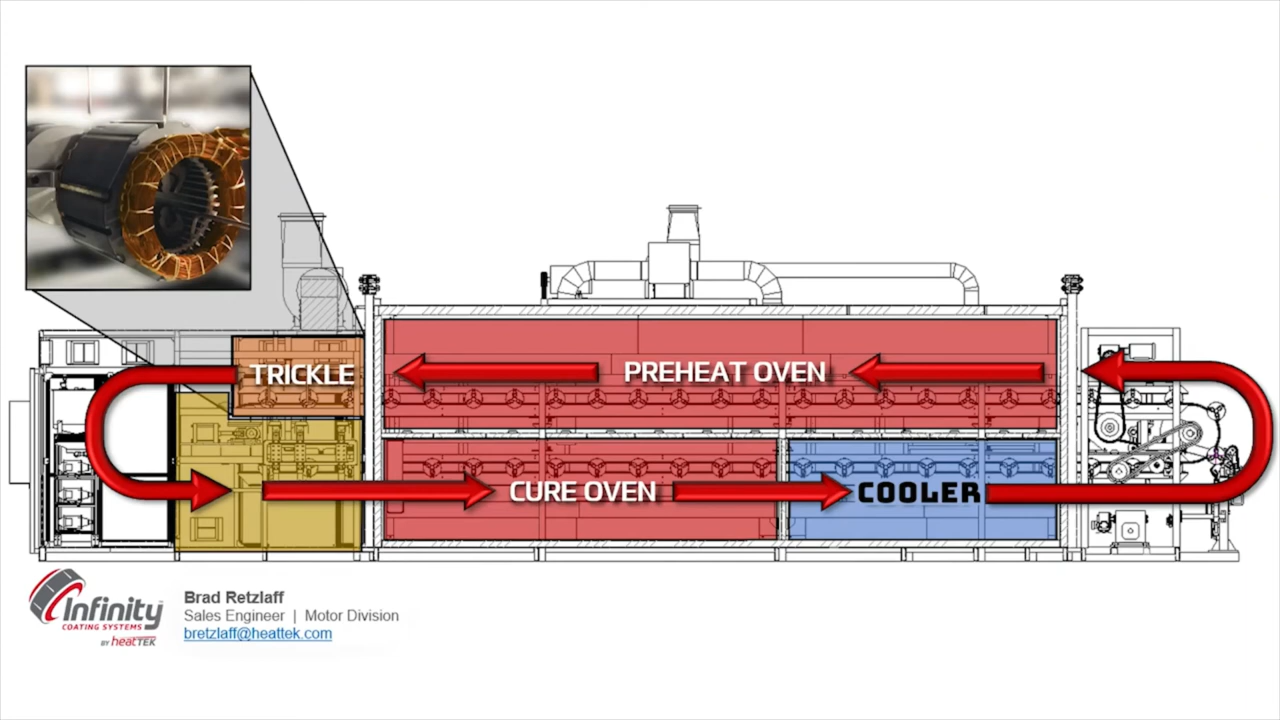 TRICKLE
PREHEAT OVEN
CURE OVEN
COOLER
Infinity
COATING SYSTEMS
BY heatTEK
Brad Retzlaff
Sales Engineer | Motor Division
bretzlaff@heattek.com